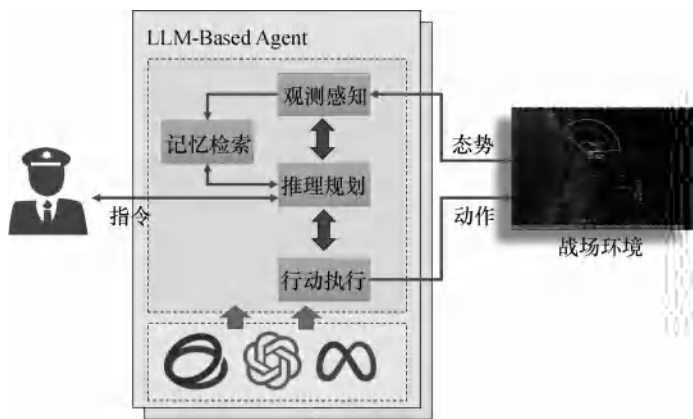 LLM-Based Agent
观测感知
记忆检索
态势
推理规划
指令
动作
战场环境
行动执行